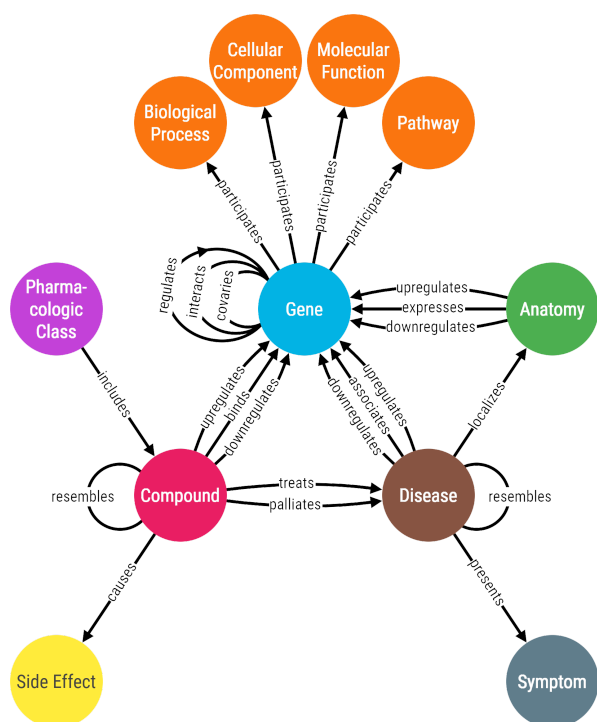 Cellular
Component
Molecular
Function
Biological
Process
Pathway
participates
participates
participates
participates
regulates
interacts
covaries
Pharma-
cologic
Class
Gene
upregulates
expresses
downregulates
Anatomy
includes
upregulates
binds
downregulates
downregulates
associates
upregulates
localizes
resembles
Compound
treats
palliates
Disease
resembles
causes
presents
Side Effect
Symptom